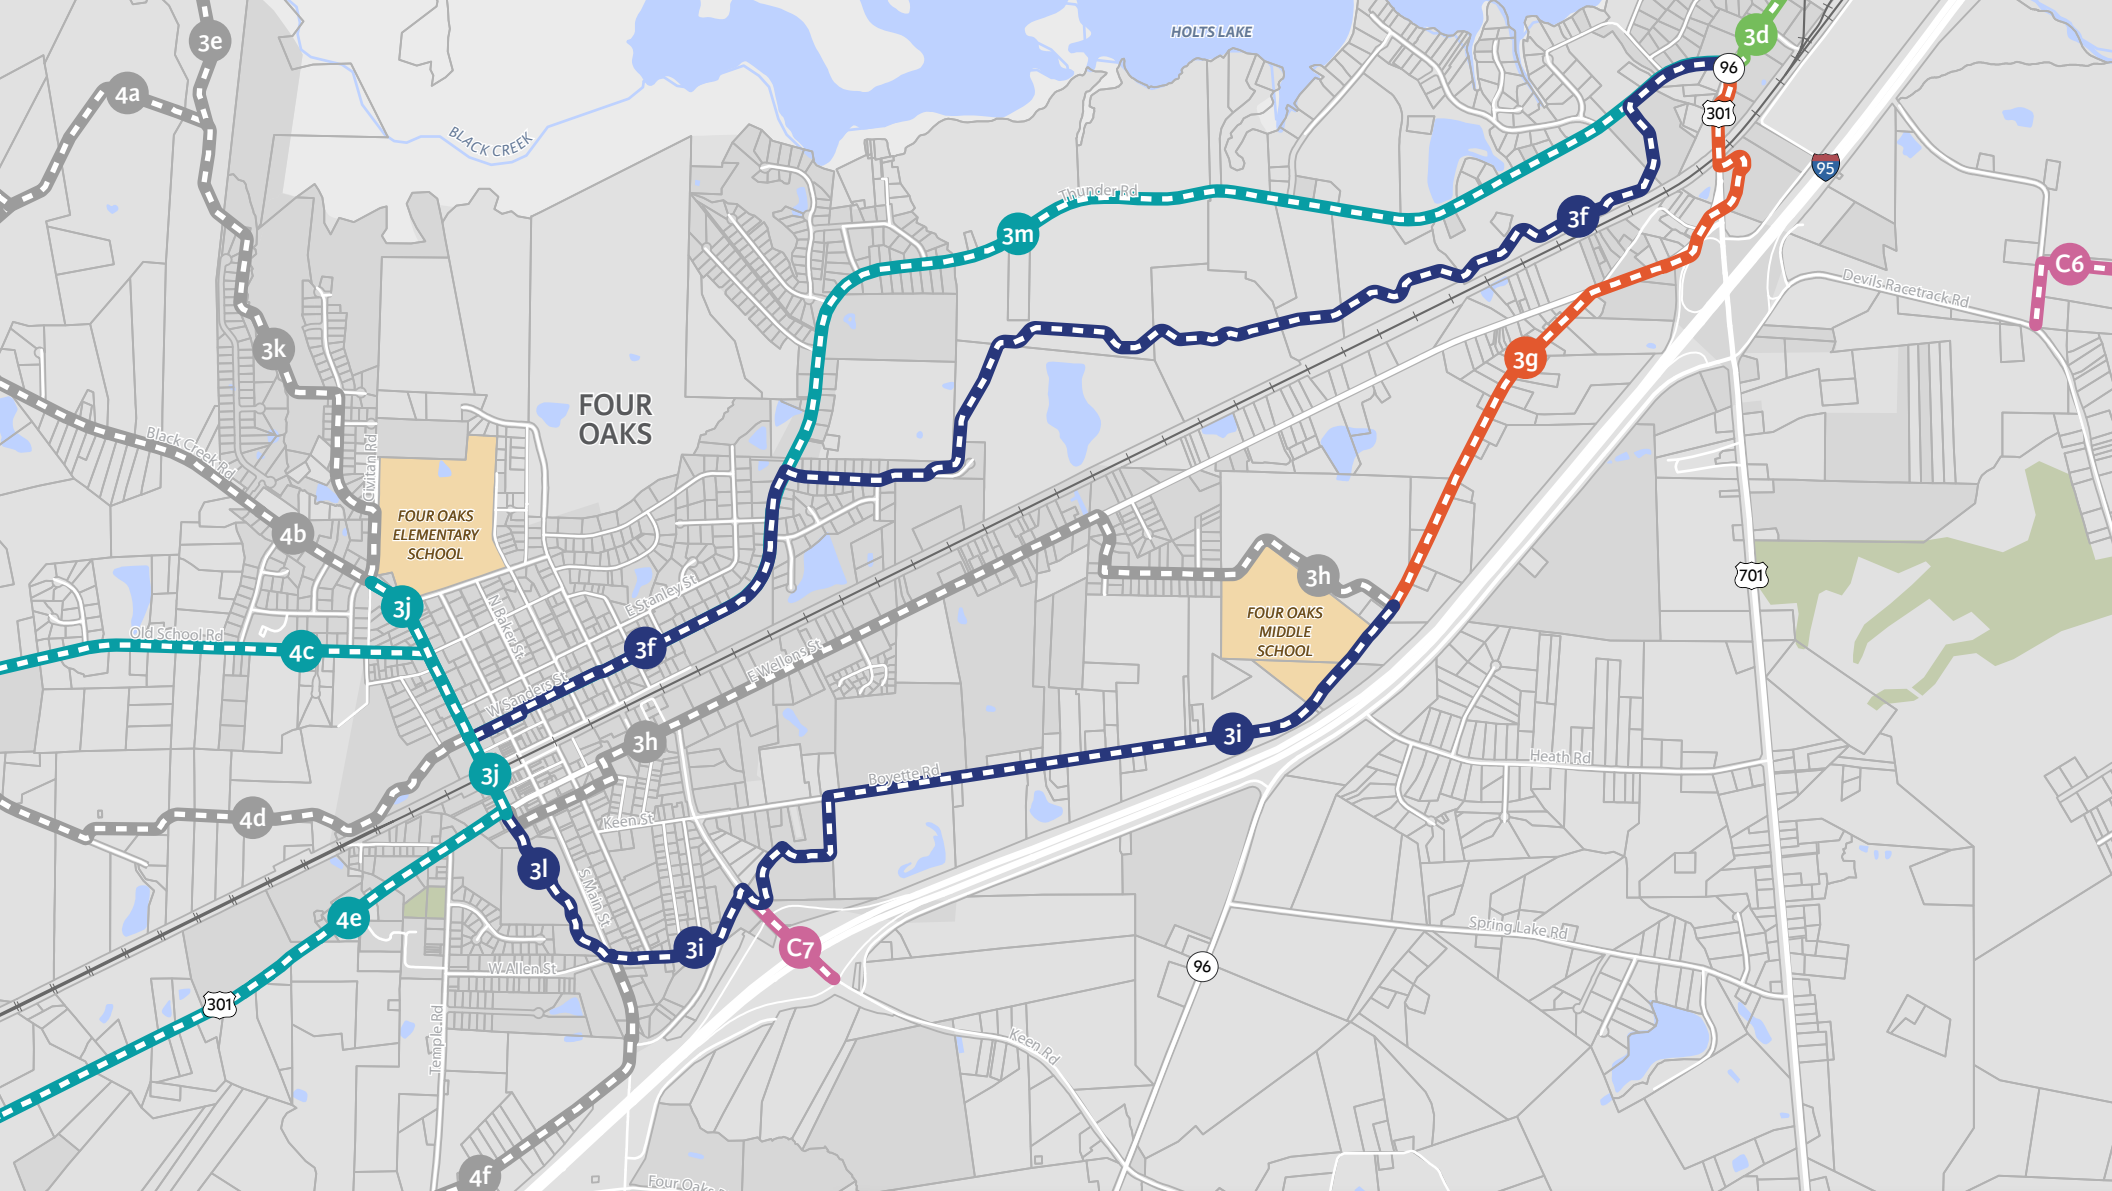 HOLTS LAKE
3d
3e
96
4a
301
BLACK CREEK
95
Thunder Rd
3m
3f
C6
Devils Racetrack Rd
3k
3g
FOUR
OAKS
Black Creek Rd
Civitan Rd
FOUR OAKS
ELEMENTARY
SCHOOL
4b
3h
701
3j
N Baker St
E Stanley St
FOUR OAKS
MIDDLE
SCHOOL
Old School Rd
4c
3f
E Wellons St
W Sanders St
3h
3i
Heath Rd
3j
Boyette Rd
4d
Keen St
3l
S Main St
4e
3i
C7
Spring Lake Rd
W Allen St
96
301
Temple Rd
Keen Rd
4f
Four Oaks